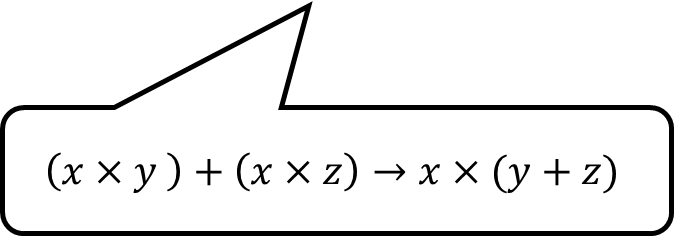 (x × y ) + (x × z) → x × (y + z)